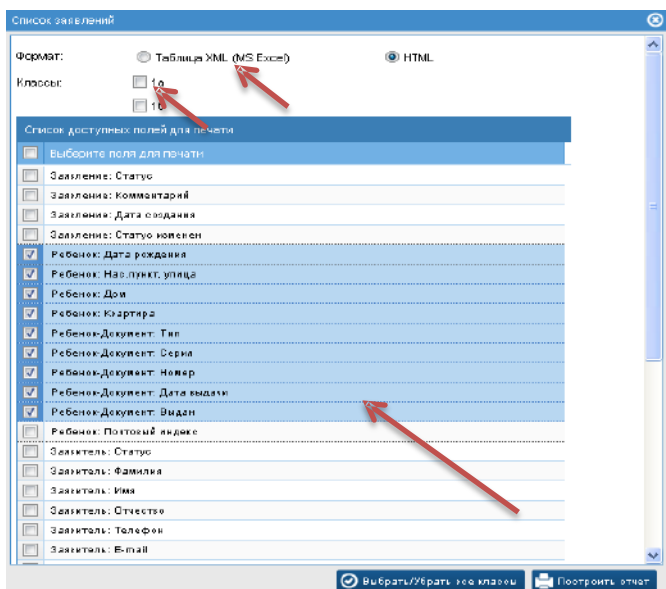 Список заявлений
Формат: Таблица XML (MS Excel) HTML
Классы: 1а
1б
Список доступных полей для печати
Выберите поля для печати
Заявление: Статус
Заявление: Комментарий
Заявление: Дата создания
Заявление: Статус изменен
Ребенок: Дата рождения
Ребенок: Нас.пункт, улица
Ребенок: Дом
Ребенок: Квартира
Ребенок-Документ: Тип
Ребенок-Документ: Серия
Ребенок-Документ: Номер
Ребенок-Документ: Дата выдачи
Ребенок-Документ: Выдан
Ребенок: Почтовый индекс
Заявитель: Статус
Заявитель: Фамилия
Заявитель: Имя
Заявитель: Отчество
Заявитель: Телефон
Заявитель: E-mail
Выбрать/Убрать все классы Построить отчет